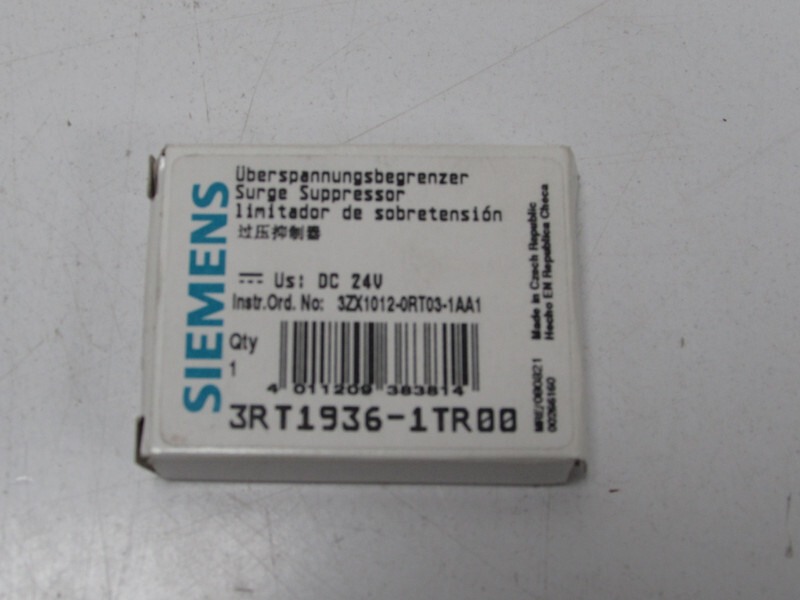 SIEMENS
Überspannungsbegrenzer
Surge Suppressor
limitador de sobretensión
过压抑制器
Us: DC 24V
Instr.Ord. No: 3ZX1012-0RT03-1AA1
Qty
1
4 011209 383814
3RT1936-1TR00
Made in Czech Republic
Hecho EN Republica Checa
00266160